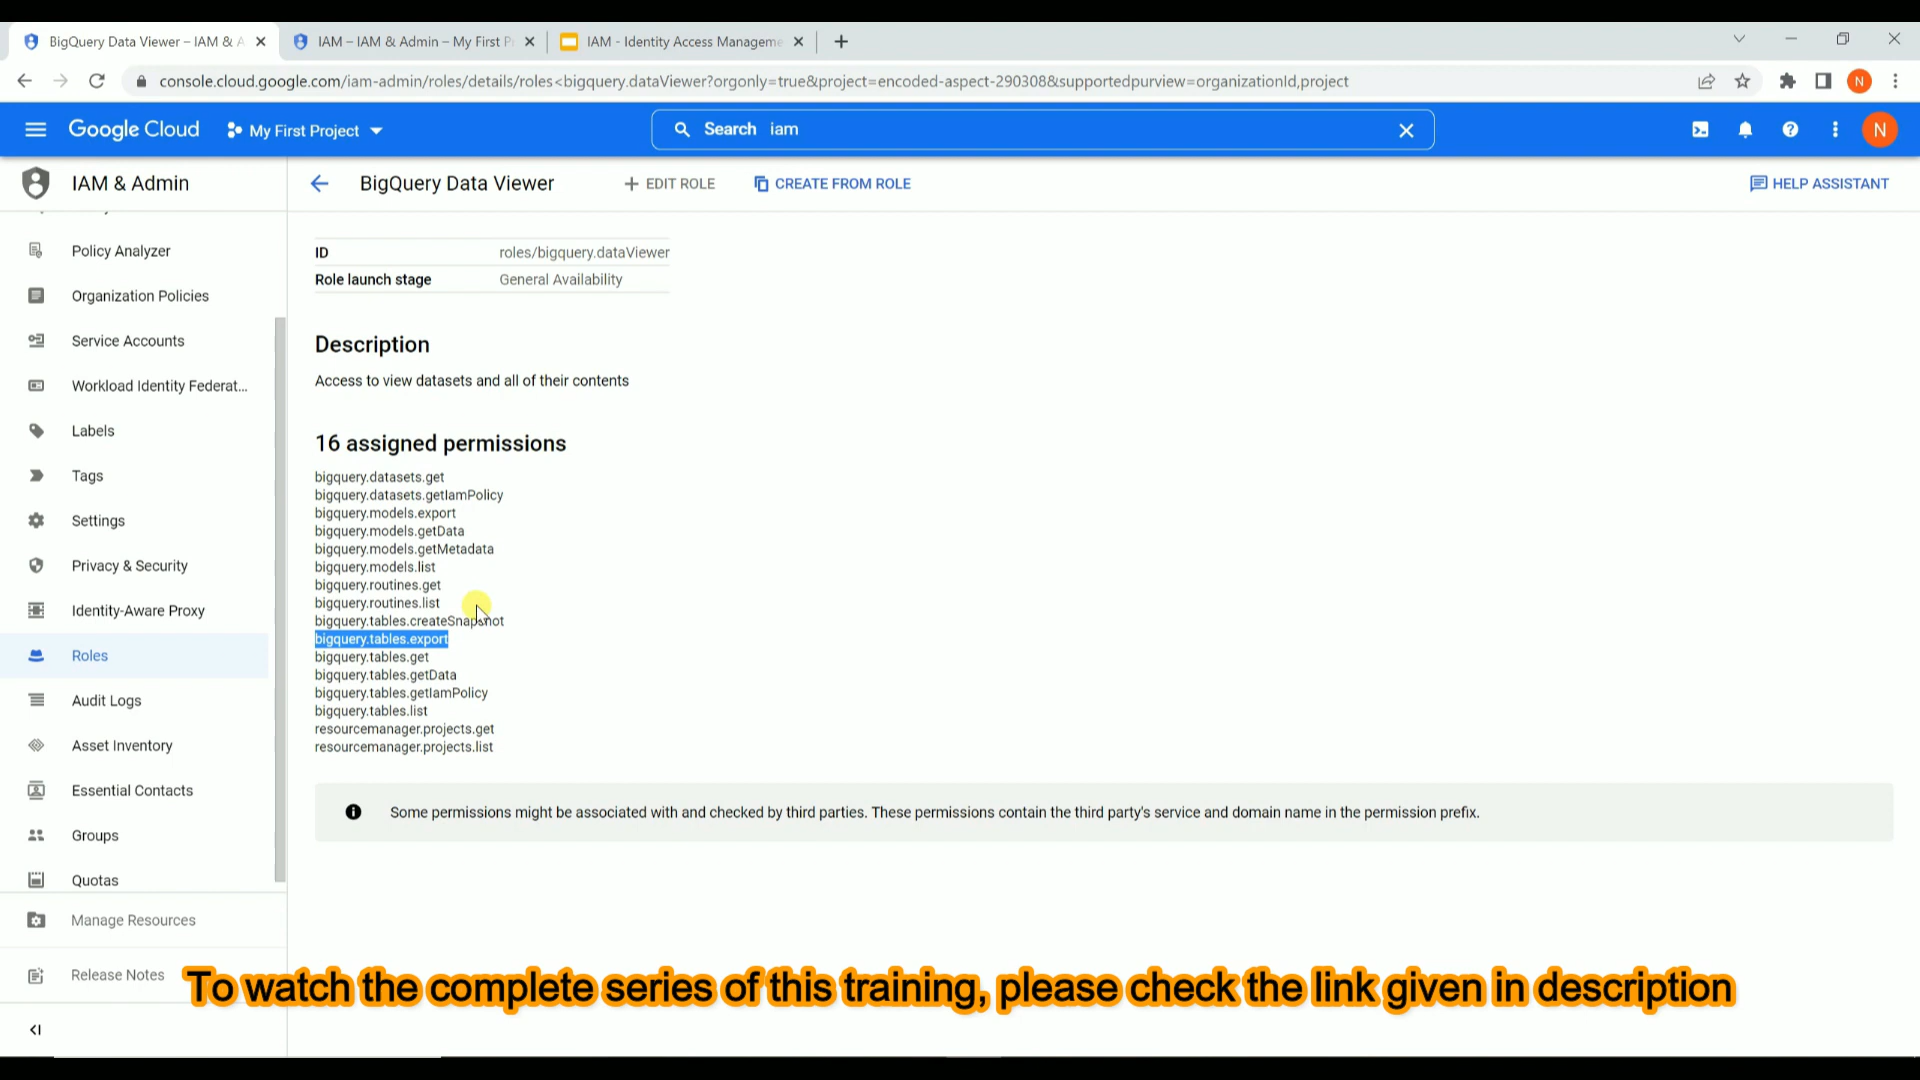 BigQuery Data Viewer – IAM & A
IAM – IAM & Admin – My First P
IAM - Identity Access Manageme
console.cloud.google.com/iam-admin/roles/details/roles<bigquery.dataViewer?orgonly=true&project=encoded-aspect-290308&supportedpurview=organizationId,project
N
Google Cloud
My First Project
Search iam
N
IAM & Admin
BigQuery Data Viewer
EDIT ROLE
CREATE FROM ROLE
HELP ASSISTANT
Policy Analyzer
Organization Policies
Service Accounts
Workload Identity Federat...
Labels
Tags
Settings
Privacy & Security
Identity-Aware Proxy
Roles
Audit Logs
Asset Inventory
Essential Contacts
Groups
Quotas
Manage Resources
Release Notes
ID roles/bigquery.dataViewer
Role launch stage General Availability
Description
Access to view datasets and all of their contents
16 assigned permissions
bigquery.datasets.get
bigquery.datasets.getIamPolicy
bigquery.models.export
bigquery.models.getData
bigquery.models.getMetadata
bigquery.models.list
bigquery.routines.get
bigquery.routines.list
bigquery.tables.createSnapshot
bigquery.tables.export
bigquery.tables.get
bigquery.tables.getData
bigquery.tables.getIamPolicy
bigquery.tables.list
resourcemanager.projects.get
resourcemanager.projects.list
Some permissions might be associated with and checked by third parties. These permissions contain the third party's service and domain name in the permission prefix.
To watch the complete series of this training, please check the link given in description